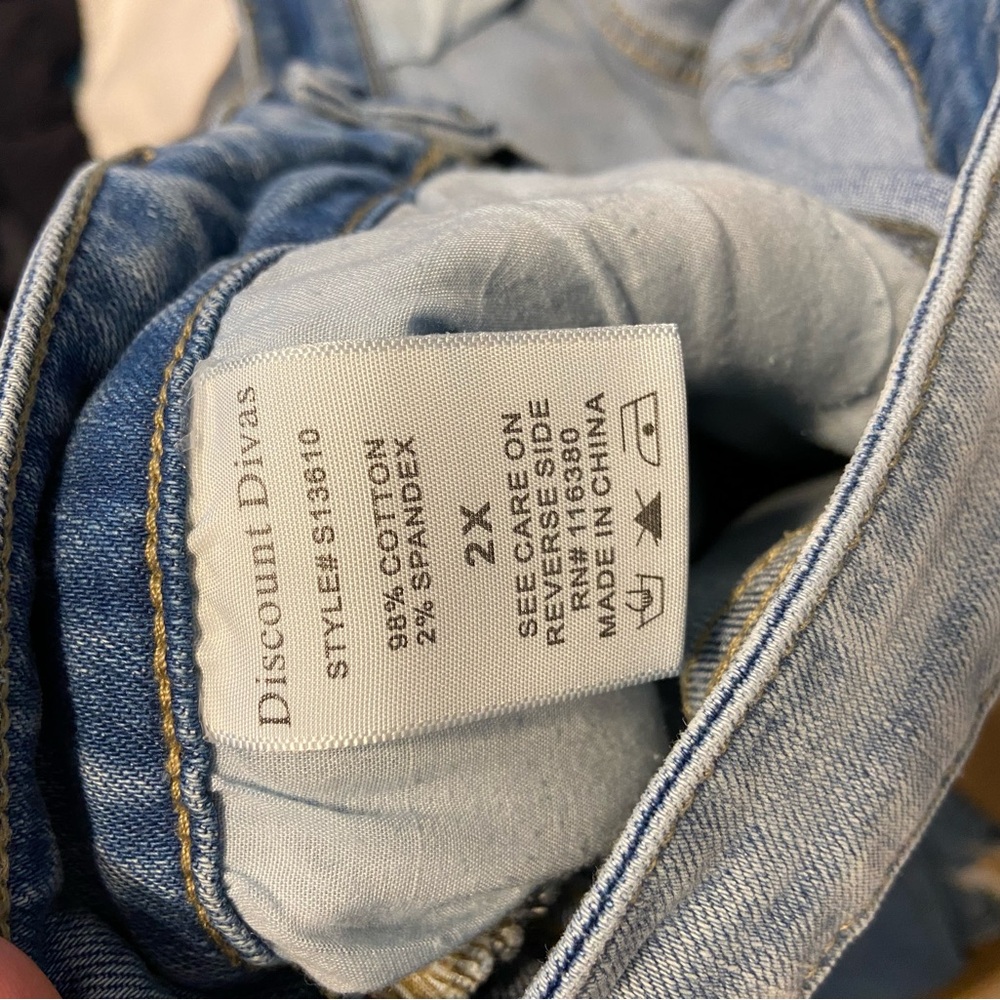 Discount Divas
STYLE# S13610
98% COTTON
2% SPANDEX
2X
SEE CARE ON
REVERSE SIDE
RN# 116380
MADE IN CHINA